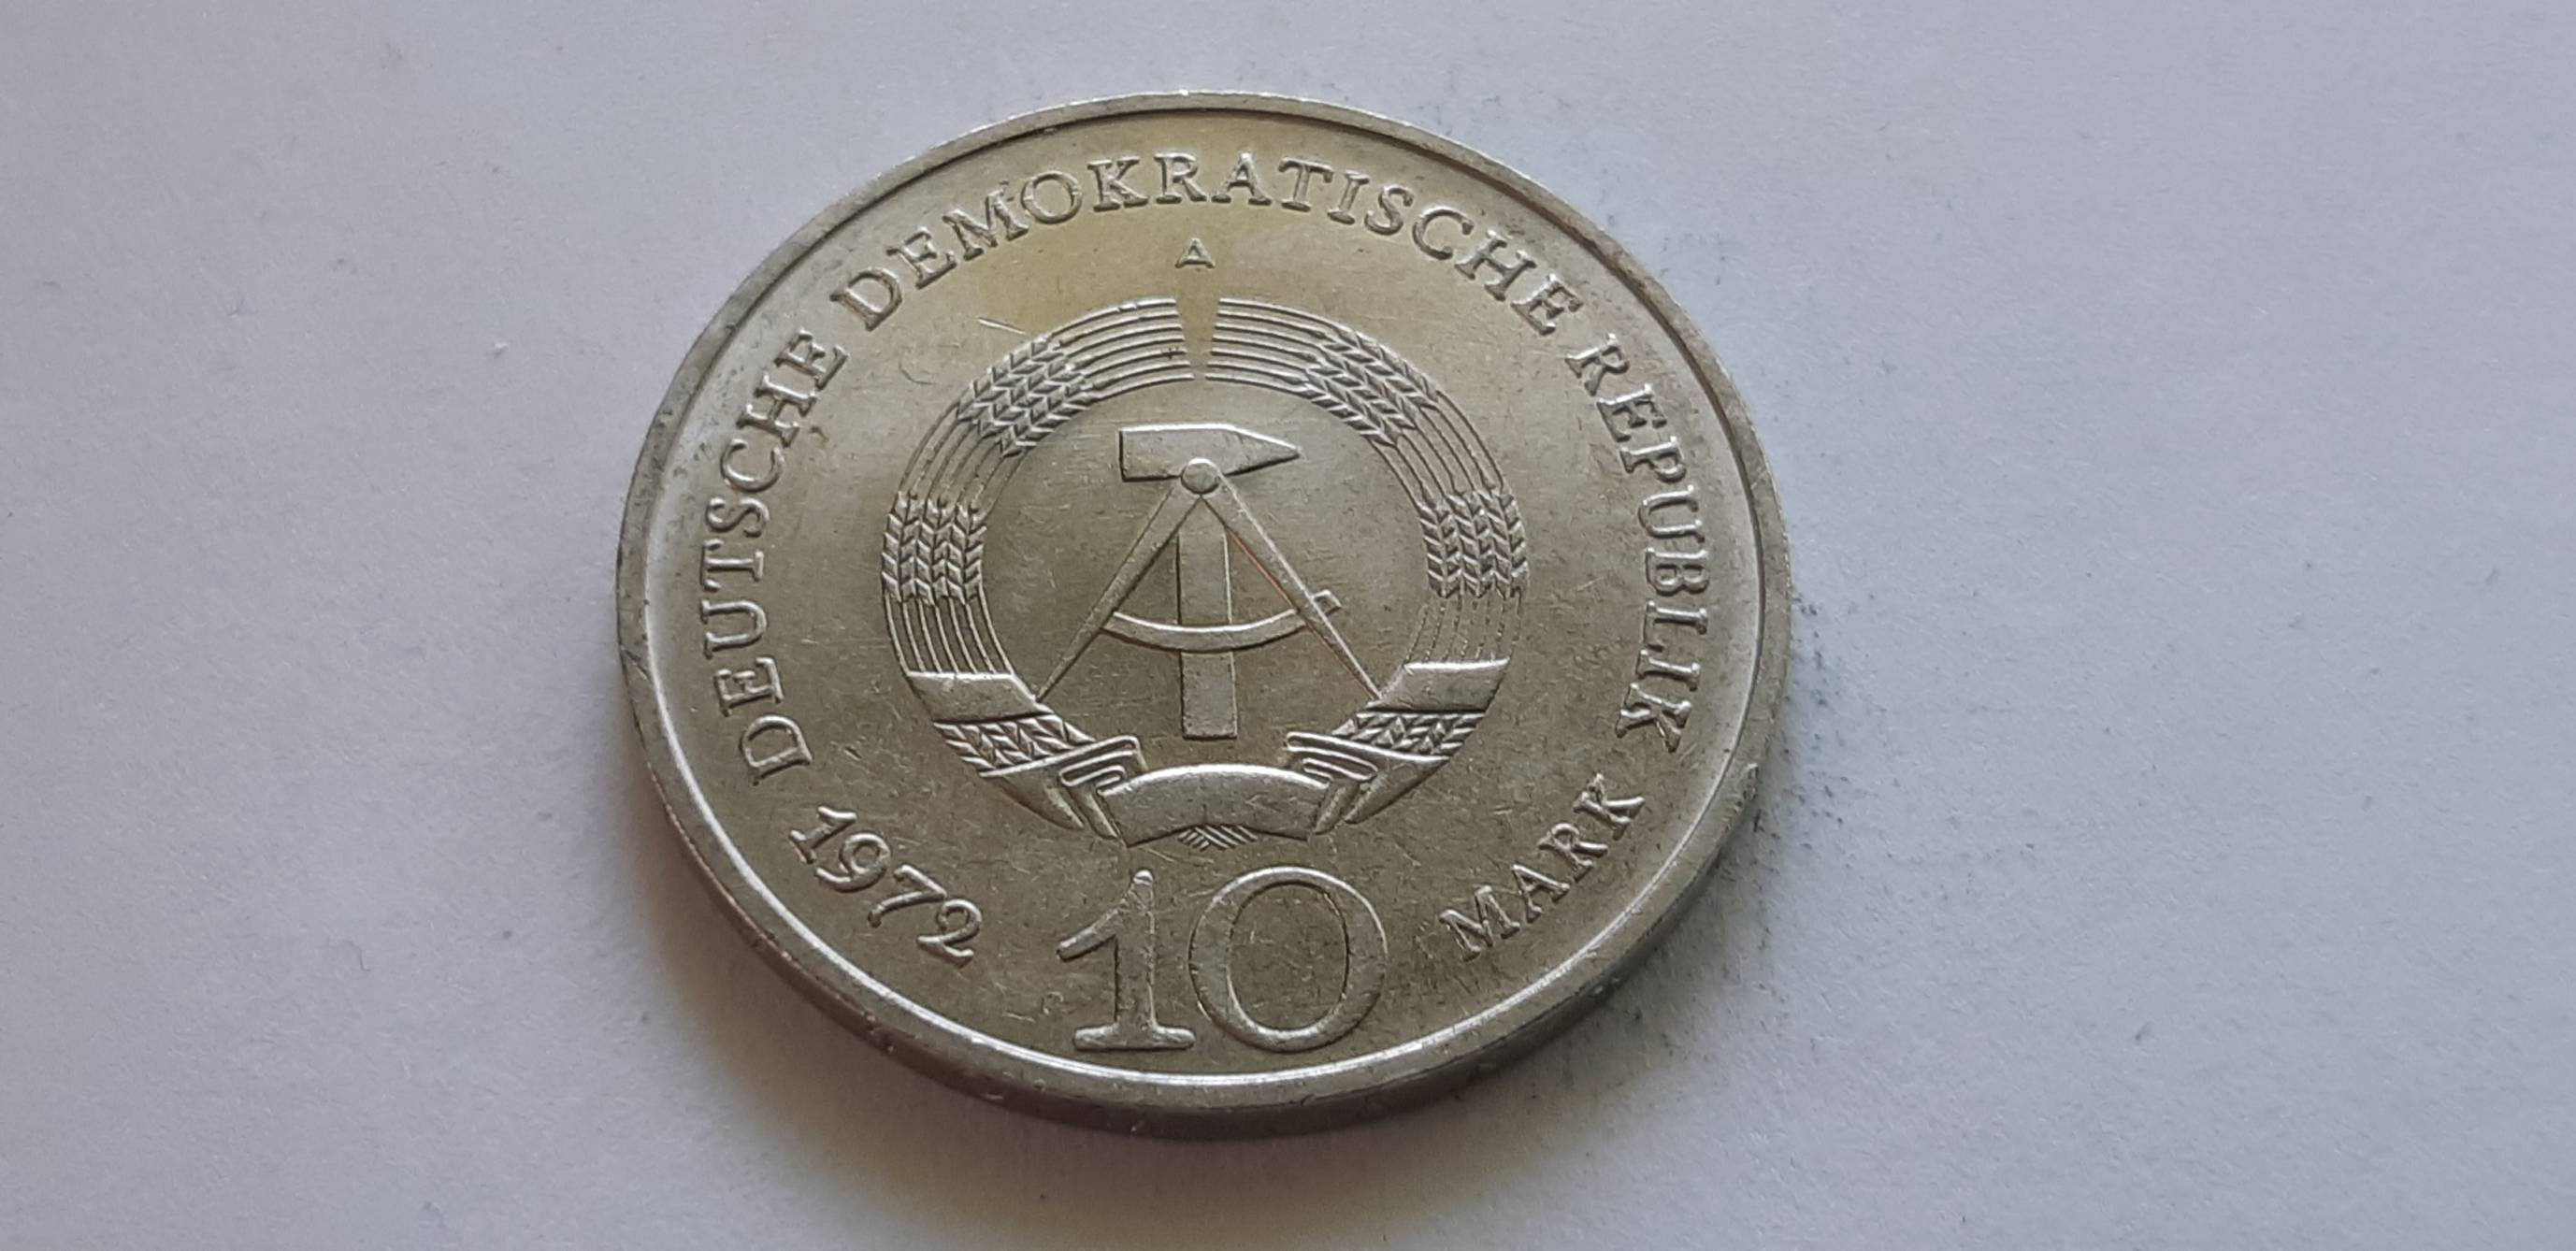 DEUTSCHE DEMOKRATISCHE REPUBLIK
A
1972
10
MARK